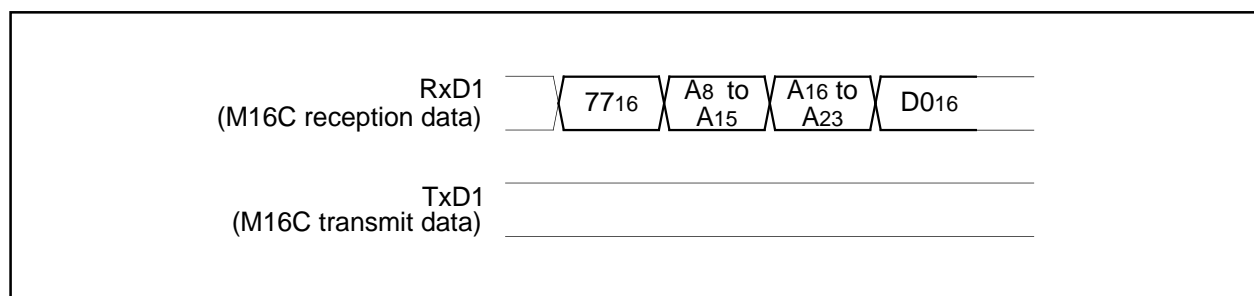 RxD1
(M16C reception data)
7716
A8 to
A15
A16 to
A23
D016
TxD1
(M16C transmit data)